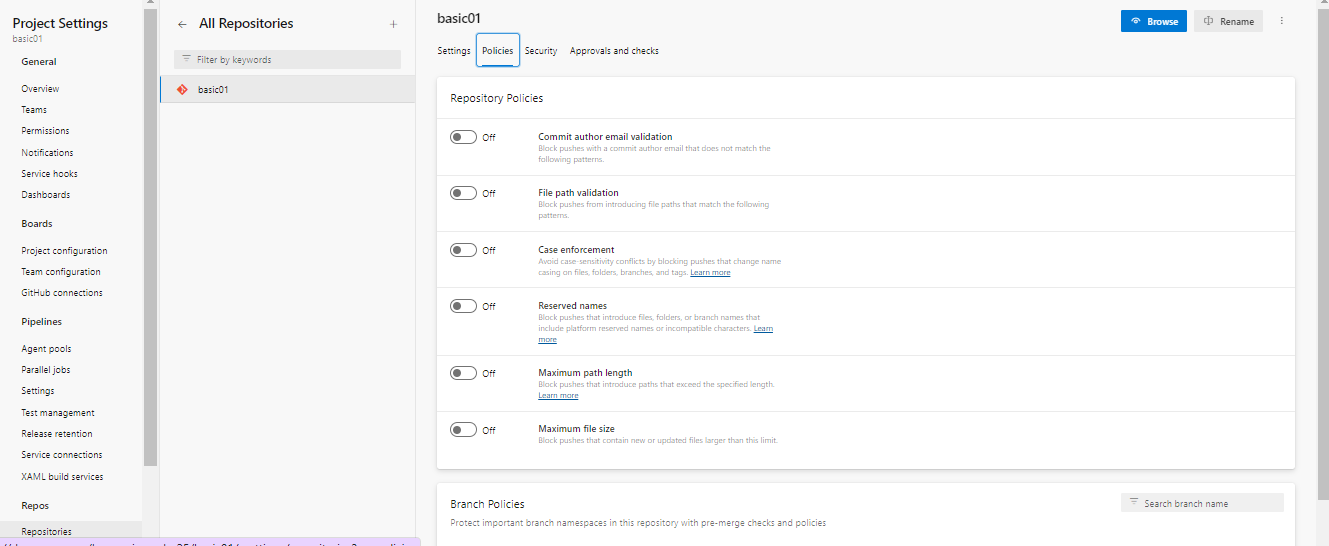 Project Settings
basic01
General
Overview
Teams
Permissions
Notifications
Service hooks
Dashboards
Boards
Project configuration
Team configuration
GitHub connections
Pipelines
Agent pools
Parallel jobs
Settings
Test management
Release retention
Service connections
XAML build services
Repos
Repositories
All Repositories
Filter by keywords
basic01
basic01
Browse
Rename
Settings
Policies
Security
Approvals and checks
Repository Policies
Off
Commit author email validation
Block pushes with a commit author email that does not match the
following patterns.
Off
File path validation
Block pushes from introducing file paths that match the following
patterns.
Off
Case enforcement
Avoid case-sensitivity conflicts by blocking pushes that change name
casing on files, folders, branches, and tags. Learn more
Off
Reserved names
Block pushes that introduce files, folders, or branch names that
include platform reserved names or incompatible characters. Learn
more
Off
Maximum path length
Block pushes that introduce paths that exceed the specified length.
Learn more
Off
Maximum file size
Block pushes that contain new or updated files larger than this limit.
Branch Policies
Search branch name
Protect important branch namespaces in this repository with pre-merge checks and policies